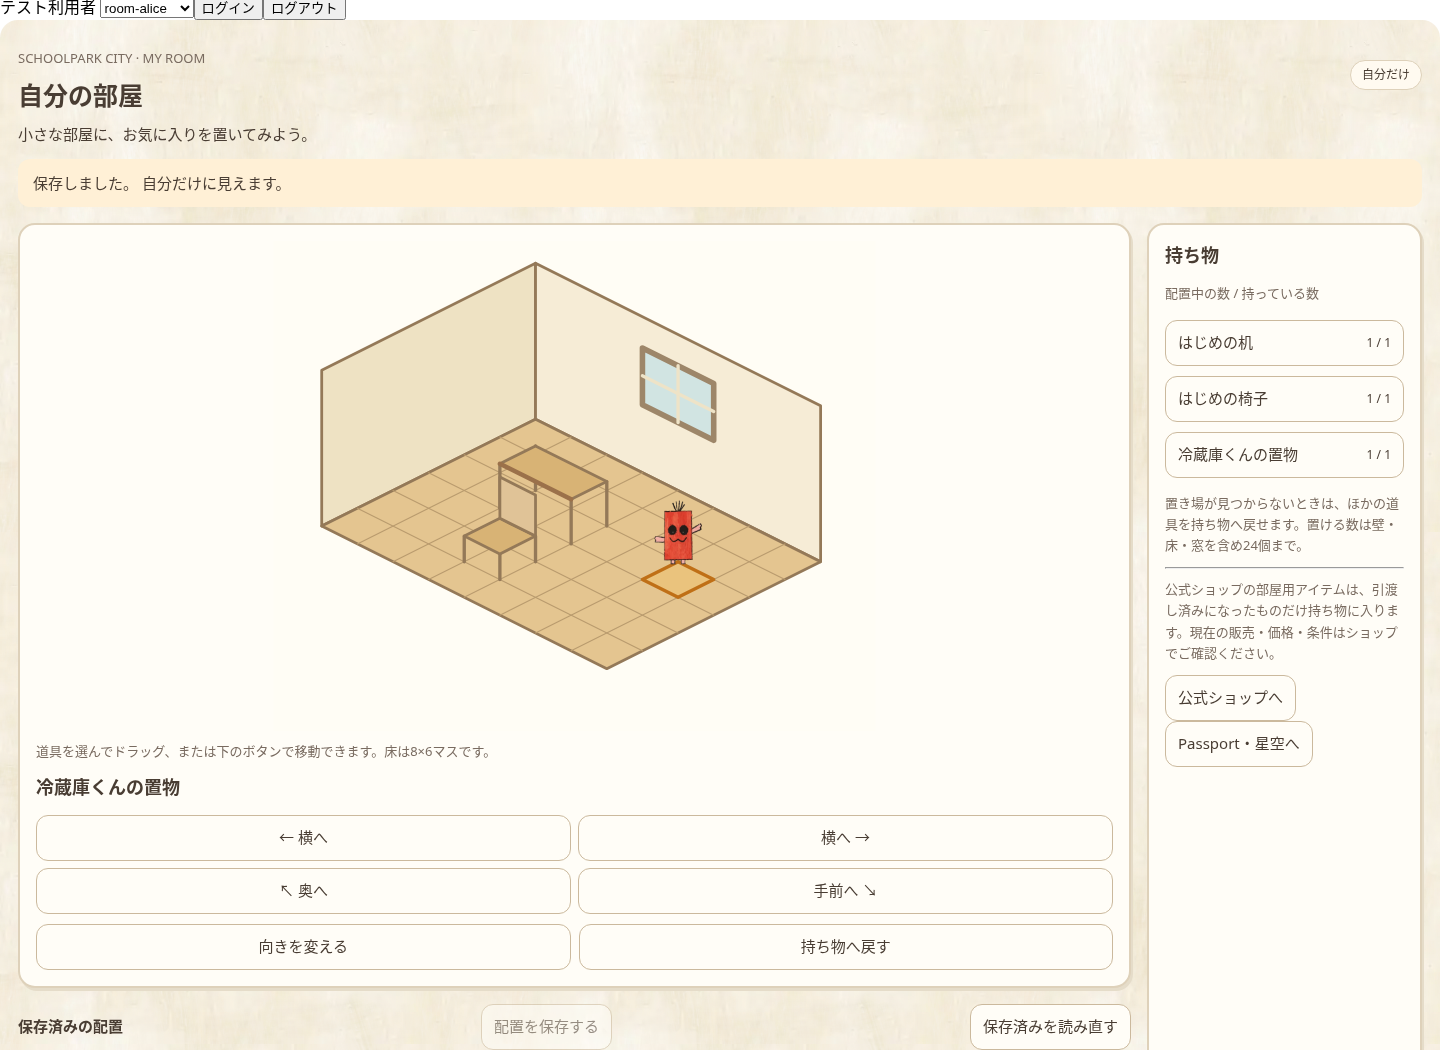 テスト利用者 room-alice ログイン ログアウト
SCHOOLPARK CITY · MY ROOM
自分だけ
自分の部屋
小さな部屋に、お気に入りを置いてみよう。
保存しました。 自分だけに見えます。
道具を選んでドラッグ、または下のボタンで移動できます。床は8×6マスです。
冷蔵庫くんの置物
← 横へ
横へ →
↖ 奥へ
手前へ ↘
向きを変える
持ち物へ戻す
保存済みの配置
配置を保存する
保存済みを読み直す
持ち物
配置中の数 / 持っている数
はじめの机 1 / 1
はじめの椅子 1 / 1
冷蔵庫くんの置物 1 / 1
置き場が見つからないときは、ほかの道
具を持ち物へ戻せます。置ける数は壁・
床・窓を含め24個まで。
公式ショップの部屋用アイテムは、引渡
し済みになったものだけ持ち物に入りま
す。現在の販売・価格・条件はショップ
でご確認ください。
公式ショップへ
Passport・星空へ